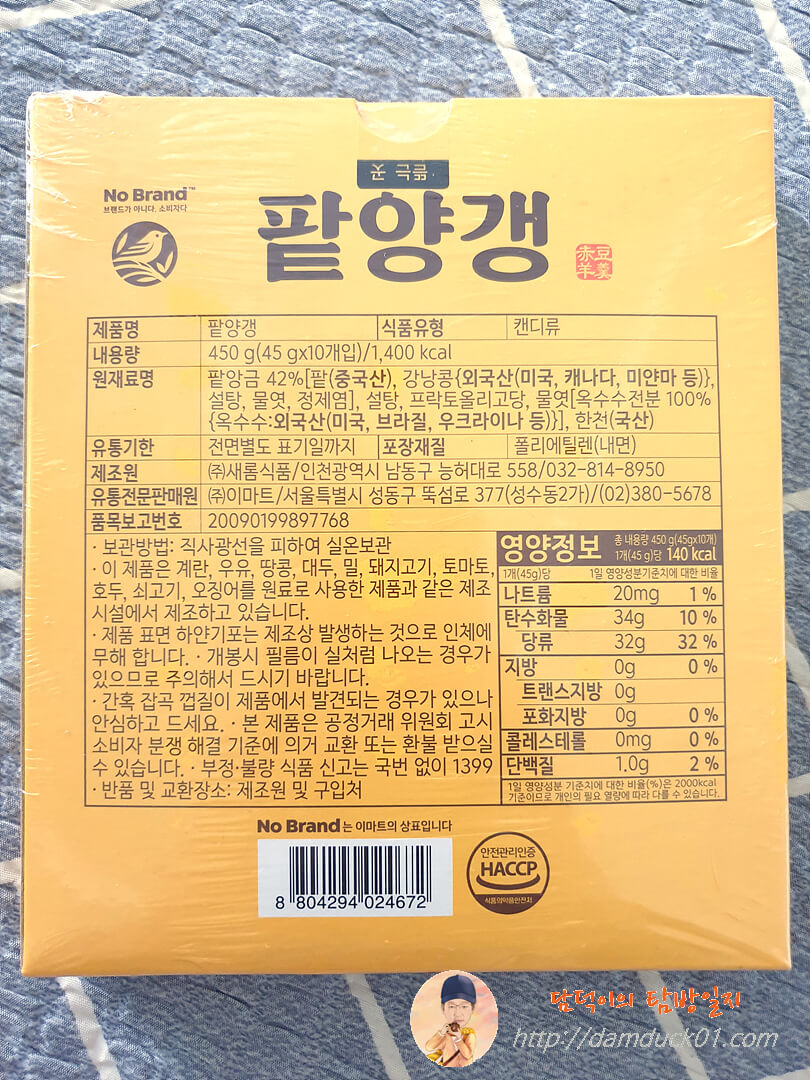 뜯는 곳
No Brand™
브랜드가 아니다. 소비자다
팥양갱
赤豆
羊羹
제품명 팥양갱 식품유형 캔디류
내용량 450 g(45 gx10개입)/1,400 kcal
원재료명 팥앙금 42%[팥(중국산), 강낭콩{외국산(미국, 캐나다, 미얀마 등)},
설탕, 물엿, 정제염], 설탕, 프락토올리고당, 물엿[옥수수전분 100%
{옥수수:외국산(미국, 브라질, 우크라이나 등)}], 한천(국산)
유통기한 전면별도 표기일까지 포장재질 폴리에틸렌(내면)
제조원 ㈜새롬식품/인천광역시 남동구 능허대로 558/032-814-8950
유통전문판매원 ㈜이마트/서울특별시 성동구 뚝섬로 377(성수동2가)/(02)380-5678
품목보고번호 20090199897768
· 보관방법: 직사광선을 피하여 실온보관
· 이 제품은 계란, 우유, 땅콩, 대두, 밀, 돼지고기, 토마토,
호두, 쇠고기, 오징어를 원료로 사용한 제품과 같은 제조
시설에서 제조하고 있습니다.
· 제품 표면 하얀기포는 제조상 발생하는 것으로 인체에
무해 합니다. · 개봉시 필름이 실처럼 나오는 경우가
있으므로 주의해서 드시기 바랍니다.
· 간혹 잡곡 껍질이 제품에서 발견되는 경우가 있으나
안심하고 드세요. · 본 제품은 공정거래 위원회 고시
소비자 분쟁 해결 기준에 의거 교환 또는 환불 받으실
수 있습니다. · 부정·불량 식품 신고는 국번 없이 1399
· 반품 및 교환장소: 제조원 및 구입처
영양정보 총 내용량 450 g(45gx10개)
1개(45 g)당 140 kcal
1개(45g)당 1일 영양성분기준치에 대한 비율
나트륨 20mg 1 %
탄수화물 34g 10 %
당류 32g 32 %
지방 0g 0 %
트랜스지방 0g
포화지방 0g 0 %
콜레스테롤 0mg 0 %
단백질 1.0g 2 %
1일 영양성분 기준치에 대한 비율(%)은 2000kcal
기준이므로 개인의 필요 열량에 따라 다를 수 있습니다.
No Brand는 이마트의 상표입니다
8 804294 024672
안전관리인증
HACCP
식품의약품안전처
담덕이의 탐방일지
http://damduck01.com